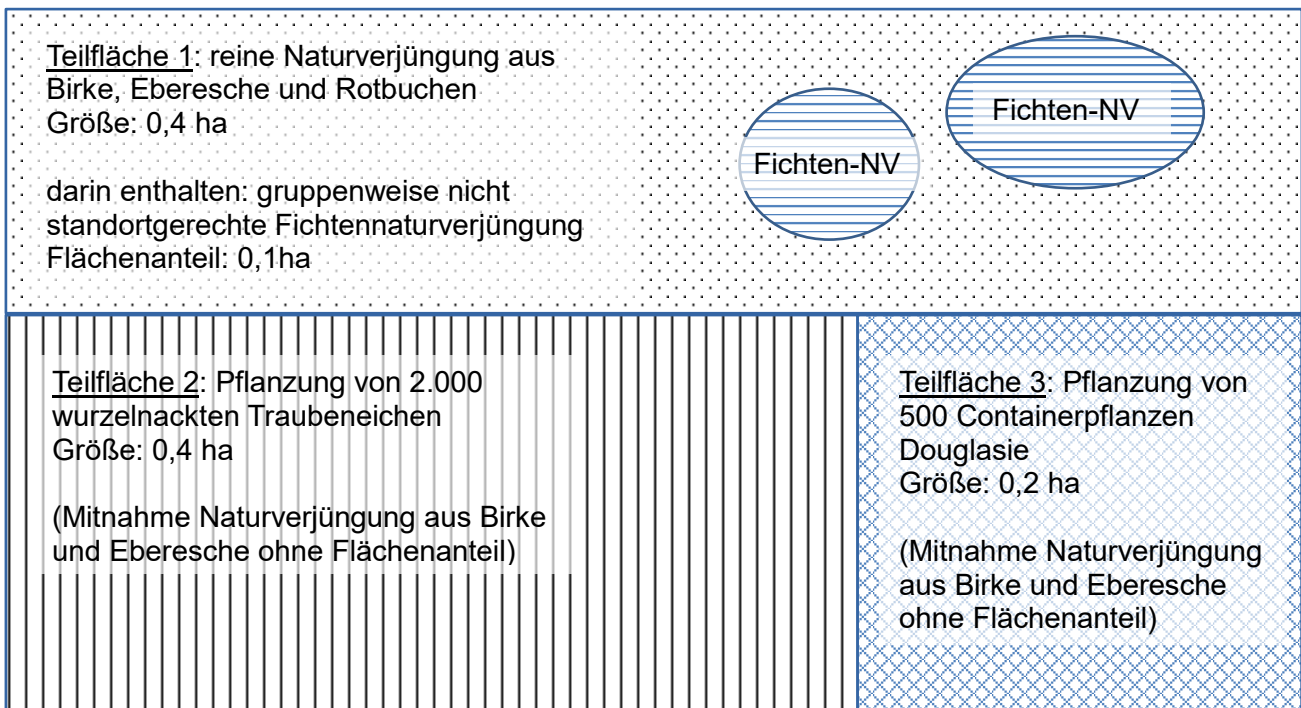 Teilfläche 1: reine Naturverjüngung aus
Birke, Eberesche und Rotbuchen
Größe: 0,4 ha
darin enthalten: gruppenweise nicht
standortgerechte Fichtennaturverjüngung
Flächenanteil: 0,1ha
Fichten-NV
Fichten-NV
Teilfläche 2: Pflanzung von 2.000
wurzelnackten Traubeneichen
Größe: 0,4 ha
(Mitnahme Naturverjüngung aus Birke
und Eberesche ohne Flächenanteil)
Teilfläche 3: Pflanzung von
500 Containerpflanzen
Douglasie
Größe: 0,2 ha
(Mitnahme Naturverjüngung
aus Birke und Eberesche
ohne Flächenanteil)